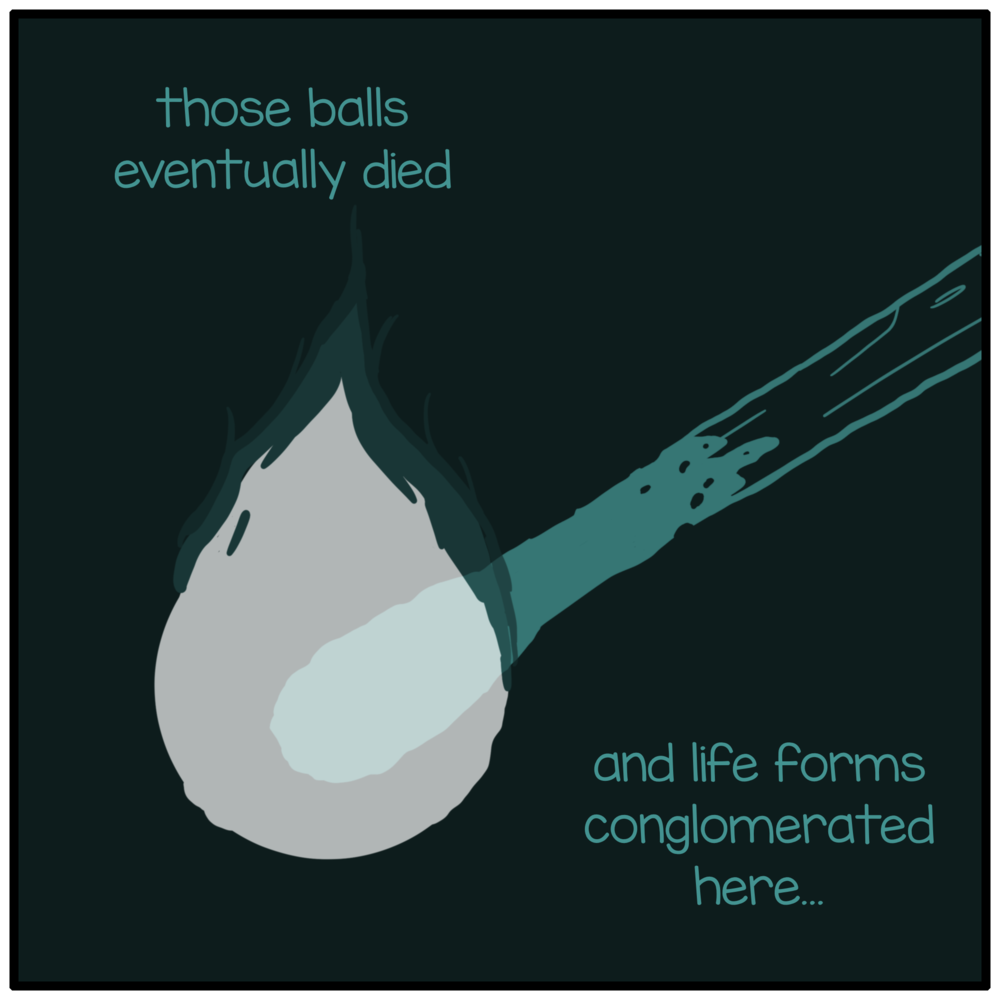 those balls
eventually died
and life forms
conglomerated
here...